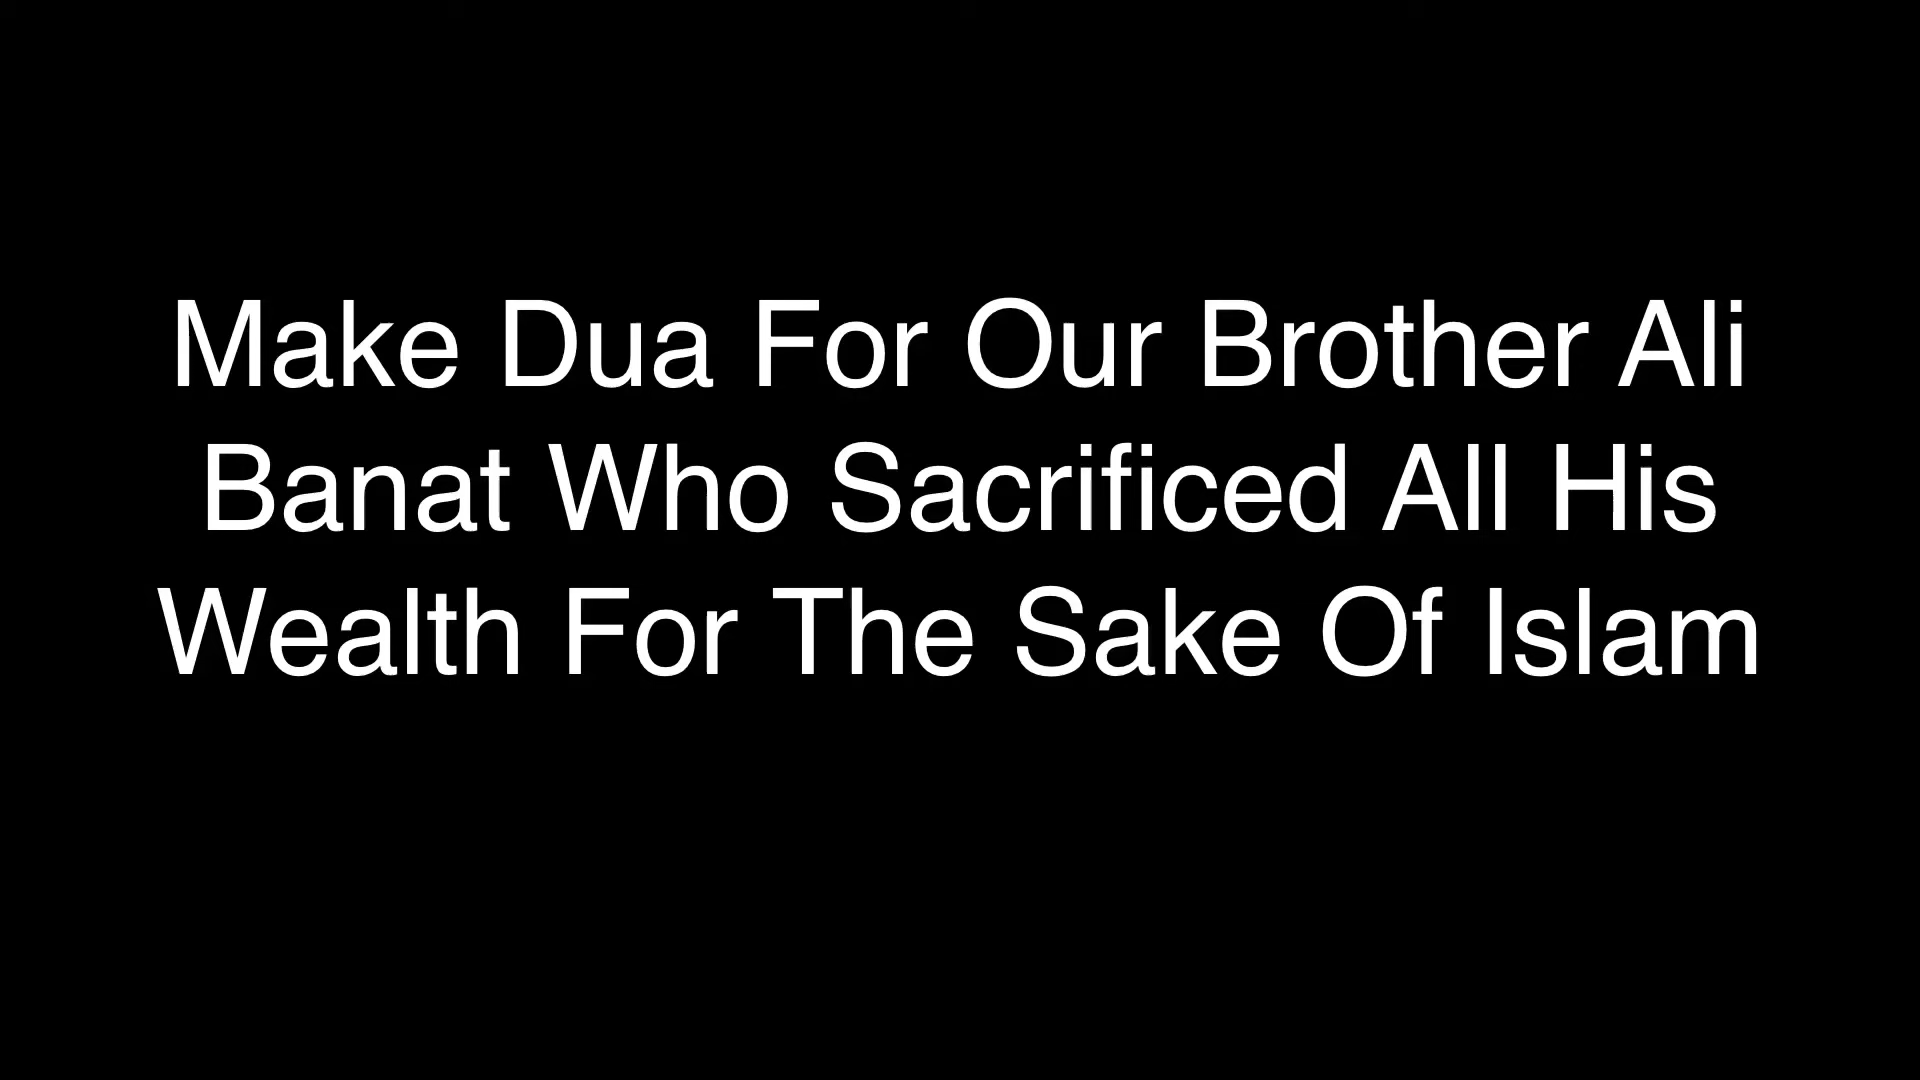 Make Dua For Our Brother Ali
Banat Who Sacrificed All His
Wealth For The Sake Of Islam